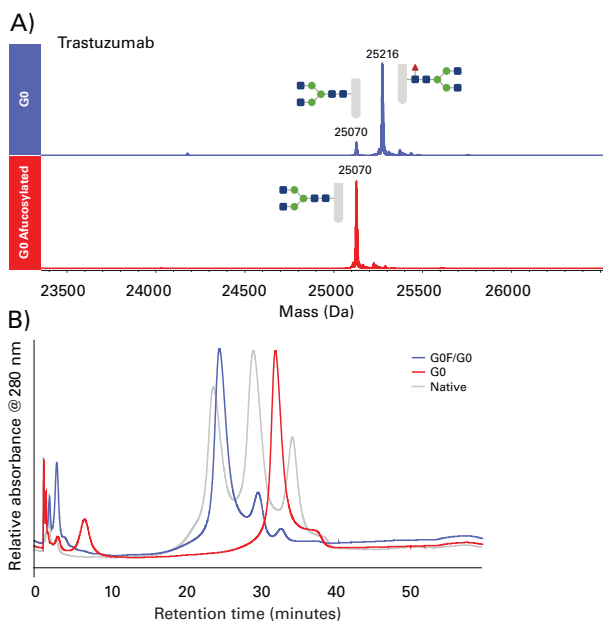 A)
Trastuzumab
G0
25216
25070
G0 Afucosylated
25070
23500 24000 24500 25000 25500 26000
Mass (Da)
B)
Relative absorbance @ 280 nm
G0F/G0
G0
Native
0 10 20 30 40 50
Retention time (minutes)